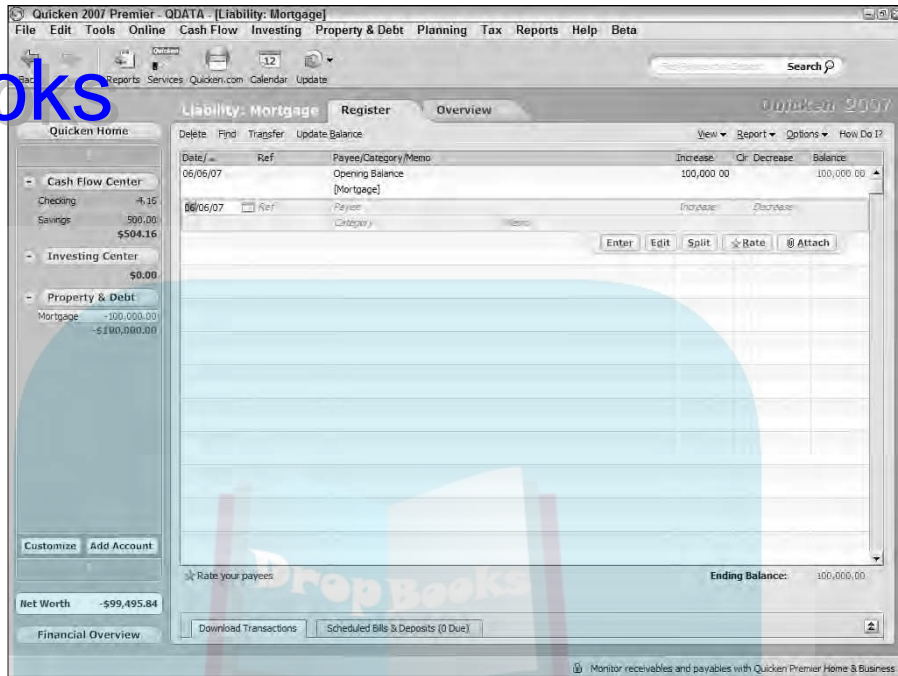 Quicken 2007 Premier - QDATA - [Liability: Mortgage]
File Edit Tools Online Cash Flow Investing Property & Debt Planning Tax Reports Help Beta
Quicken
12
Reports Services Quicken.com Calendar Update
Search
oks
Liability: Mortgage Register Overview
Quicken 2007
Quicken Home
Delete Find Transfer Update Balance View Report Options How Do I?
Date/ Ref Payee/Category/Memo Increase Clr Decrease Balance
06/06/07 Opening Balance 100,000 00 100,000 00
[Mortgage]
06/06/07 Ref Payee Increase Decrease
Category Memo
Enter Edit Split Rate Attach
- Cash Flow Center
Checking 4.16
Savings 500.00
$504.16
- Investing Center
$0.00
- Property & Debt
Mortgage -100,000.00
-$100,000.00
Customize Add Account
Net Worth -$99,495.84
Financial Overview
Rate your payees Ending Balance: 100,000.00
Download Transactions Scheduled Bills & Deposits (0 Due)
Monitor receivables and payables with Quicken Premier Home & Business
DropBooks